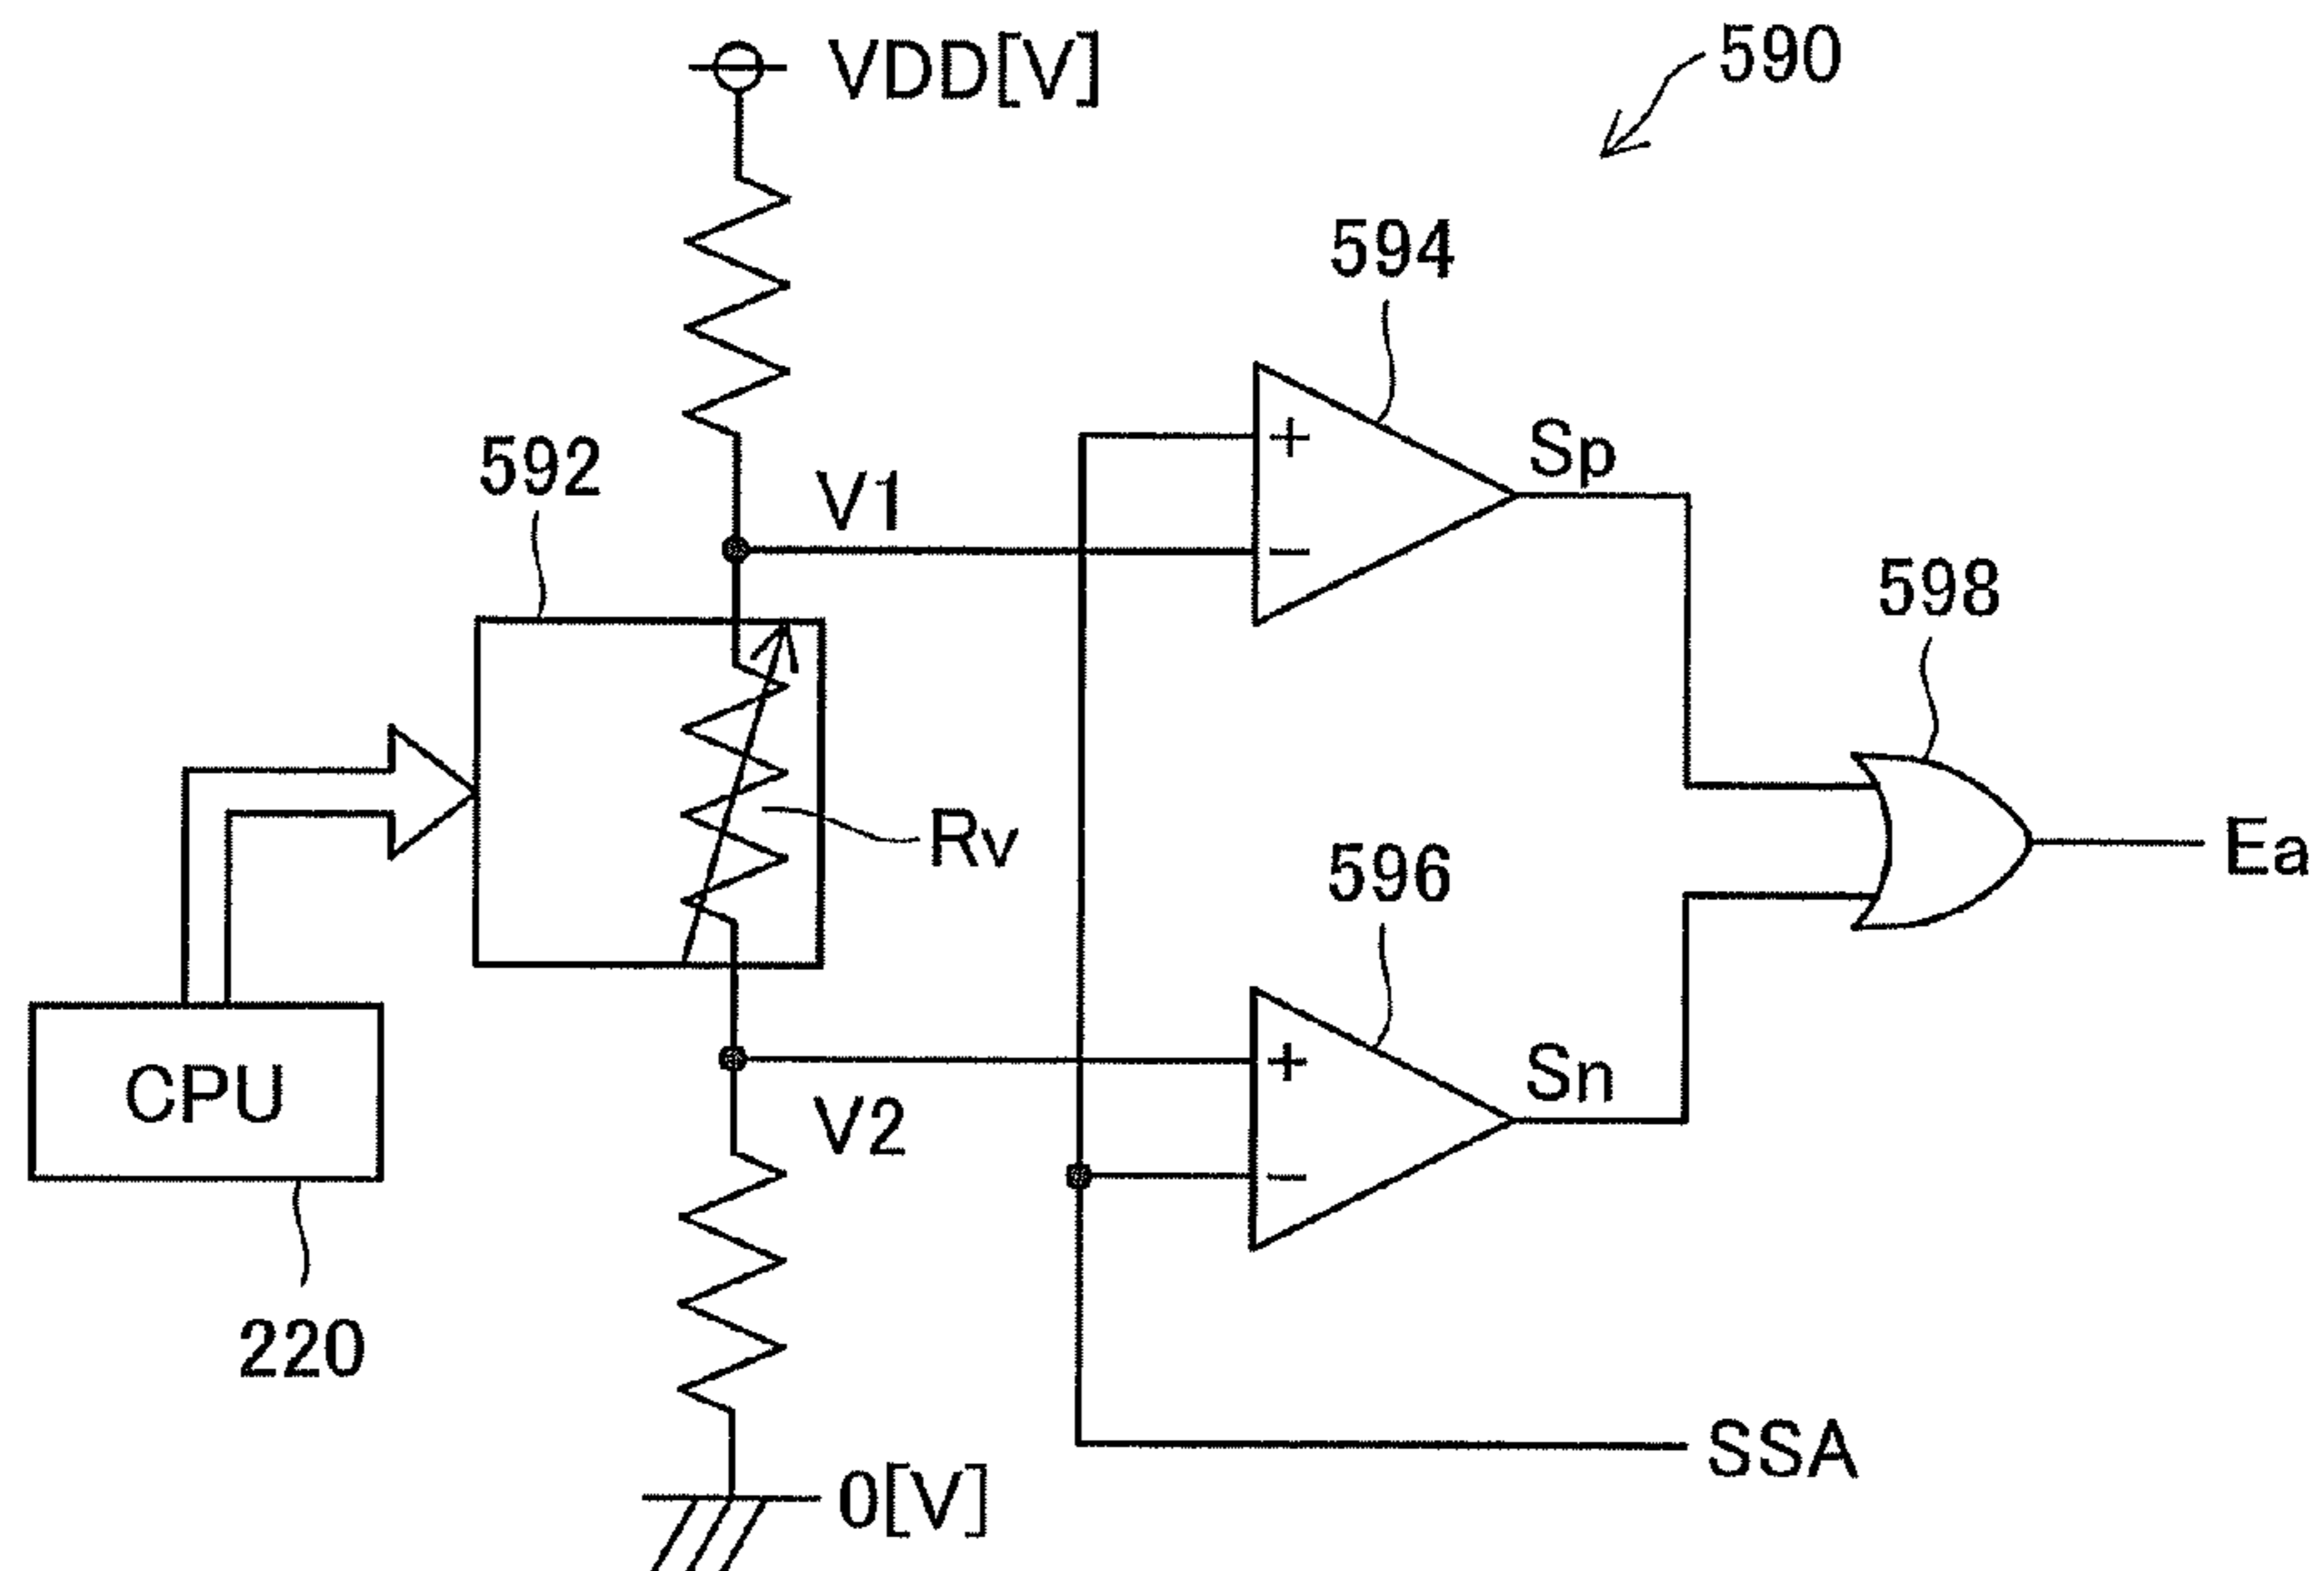 VDD[V]
590
594
592
V1
+
−
Sp
598
Rv
Ea
596
CPU
V2
+
−
Sn
220
SSA
0[V]